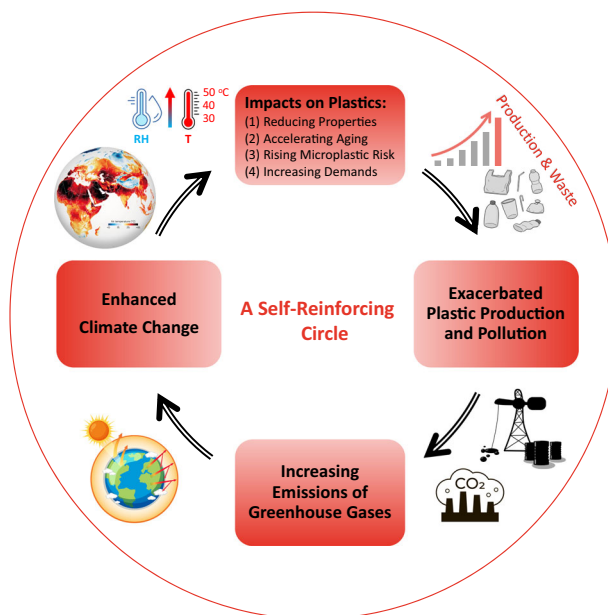 50 ºC
40
30
RH
T
Impacts on Plastics:
(1) Reducing Properties
(2) Accelerating Aging
(3) Rising Microplastic Risk
(4) Increasing Demands
Production & Waste
Enhanced
Climate Change
A Self-Reinforcing
Circle
Exacerbated
Plastic Production
and Pollution
Increasing
Emissions of
Greenhouse Gases
CO2